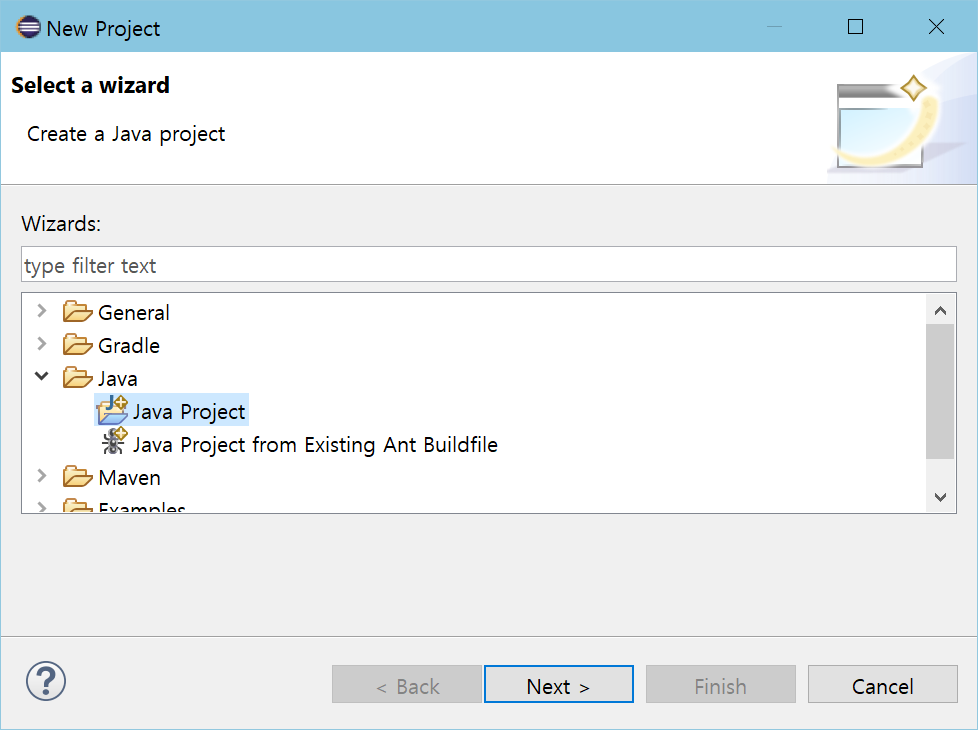 New Project
Select a wizard
Create a Java project
Wizards:
type filter text
General
Gradle
Java
Java Project
Java Project from Existing Ant Buildfile
Maven
Examples
?
< Back
Next >
Finish
Cancel